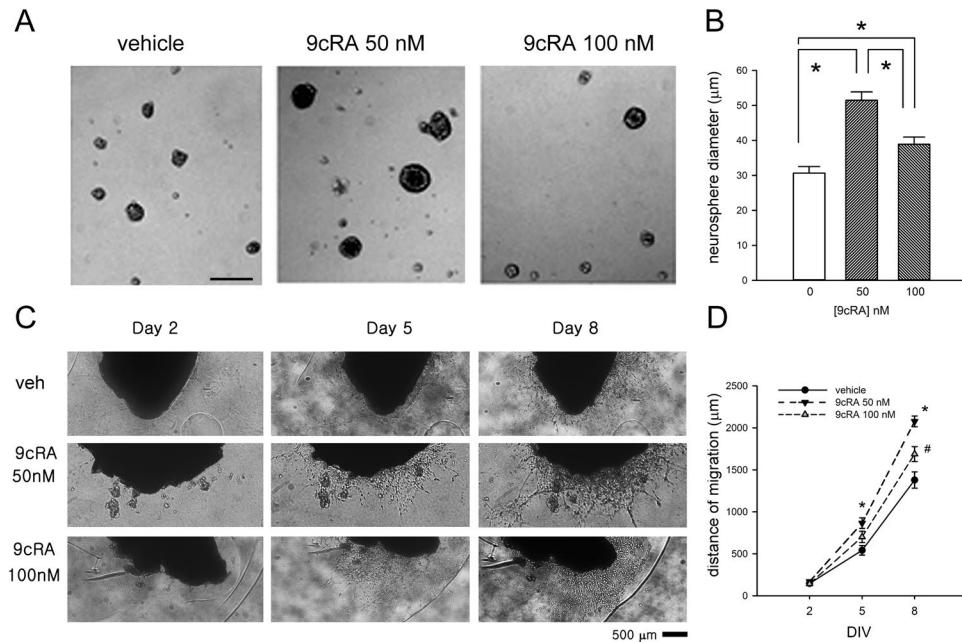 A
vehicle
9cRA 50 nM
9cRA 100 nM
B
*
*
*
neurosphere diameter (μm)
60
50
40
30
20
10
0
0
50
100
[9cRA] nM
C
Day 2
Day 5
Day 8
veh
9cRA
50nM
9cRA
100nM
500 μm
D
distance of migration (μm)
2500
2000
1500
1000
500
0
vehicle
9cRA 50 nM
9cRA 100 nM
*
*
#
2
5
8
DIV